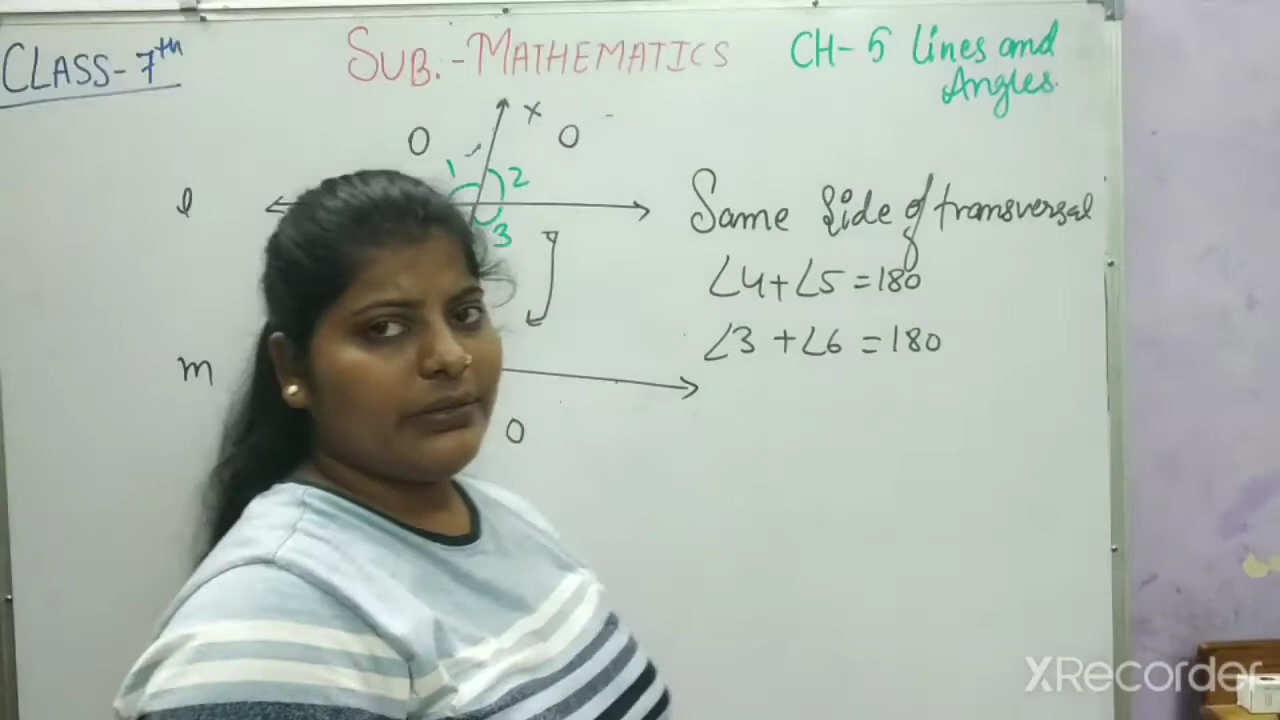 CLASS-7th
SUB.-MATHEMATICS
CH-5 Lines and
Angles.
x
O
O
1
2
l
3
Same Side of transversal
∠4+∠5=180
∠3+∠6=180
m
O
XRecorder